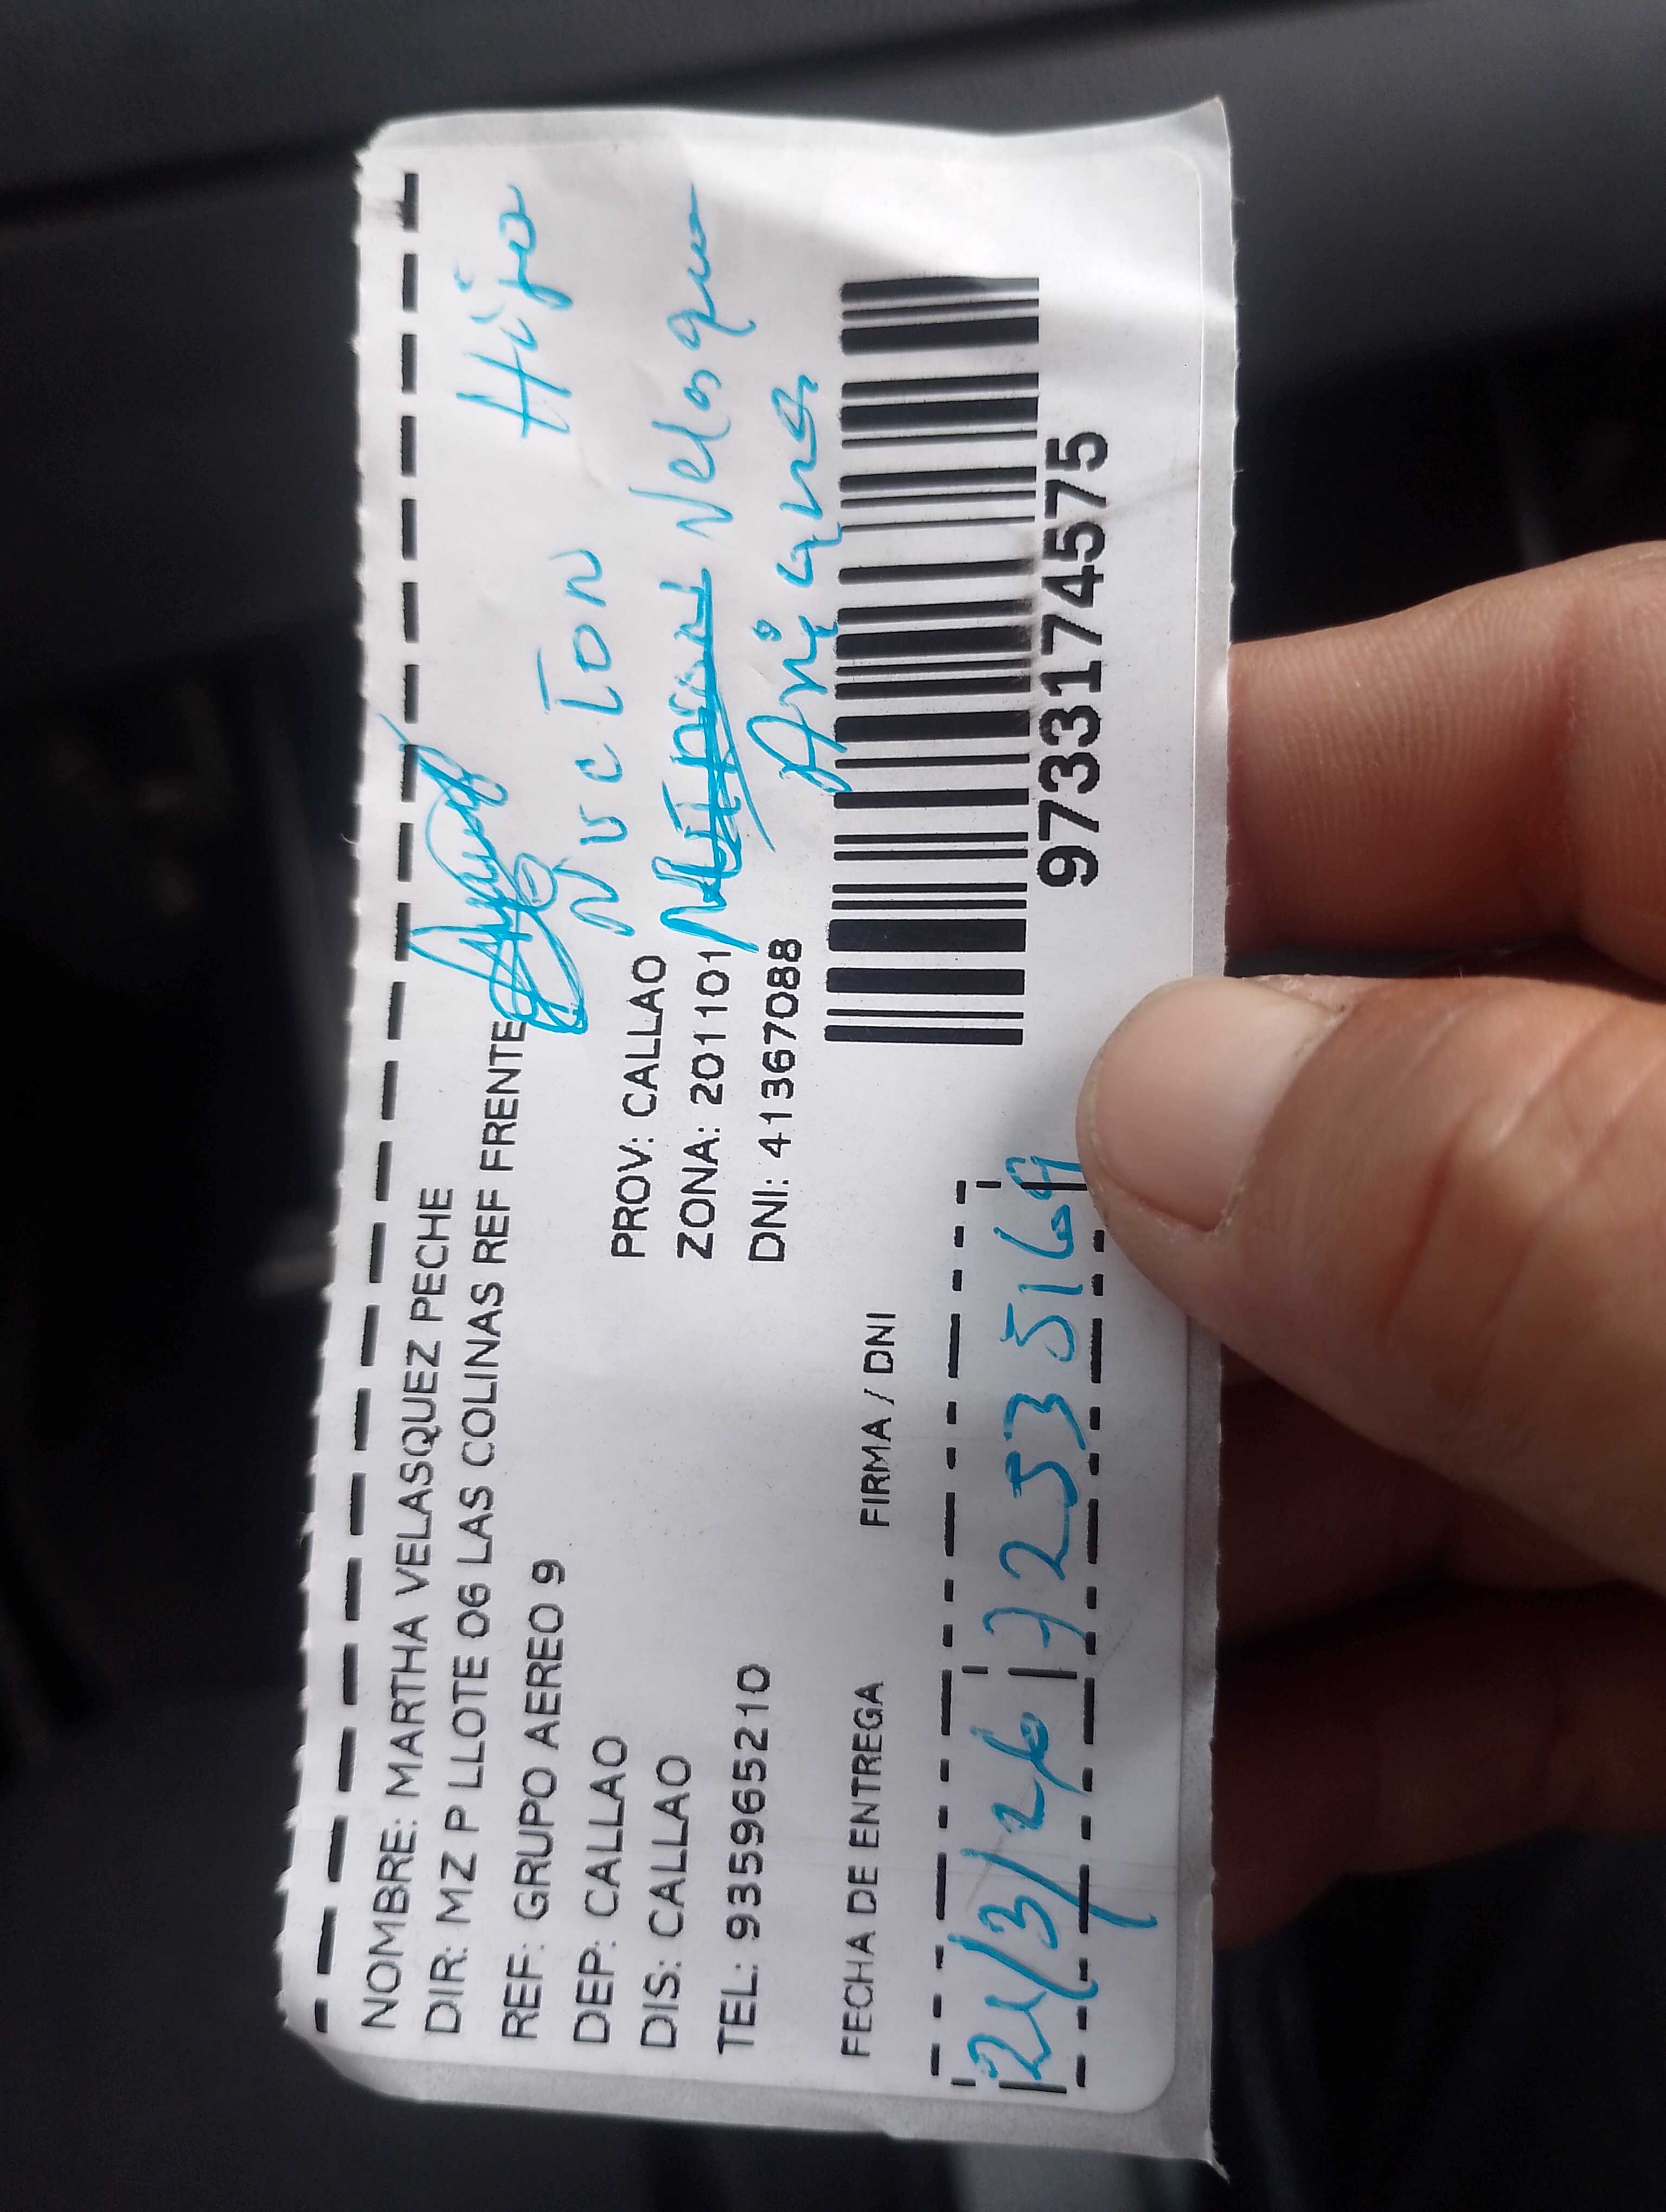 NOMBRE: MARTHA VELASQUEZ PECHE
DIR: MZ P LLOTE 06 LAS COLINAS REF FRENTE
REF: GRUPO AEREO 9
Hijo
DEP: CALLAO
PROV: CALLAO
DIS: CALLAO
ZONA: 201101
TEL: 935965210
DNI: 41367088
FECHA DE ENTREGA
FIRMA / DNI
21/3/26
72535169
9733174575